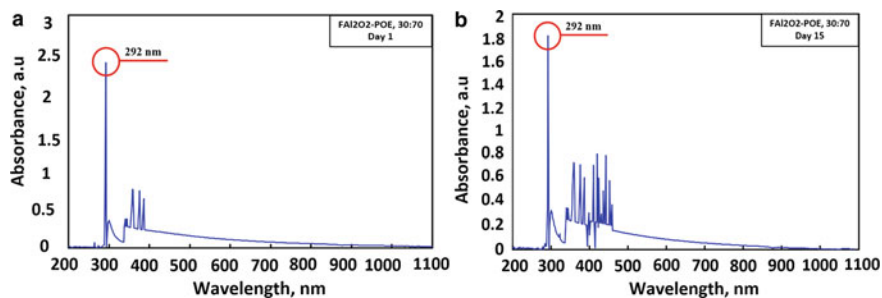 a
FAl2O2-POE, 30:70
Day 1
292 nm
Absorbance, a.u
3
2.5
1.5
1
0.5
0
200 300 400 500 600 700 800 900 1000 1100
Wavelength, nm
b
FAl2O2-POE, 30:70
Day 15
292 nm
Absorbance, a.u
2
1.8
1.6
1.4
1.2
1
0.8
0.6
0.4
0.2
0
200 300 400 500 600 700 800 900 1000 1100
Wavelength, nm